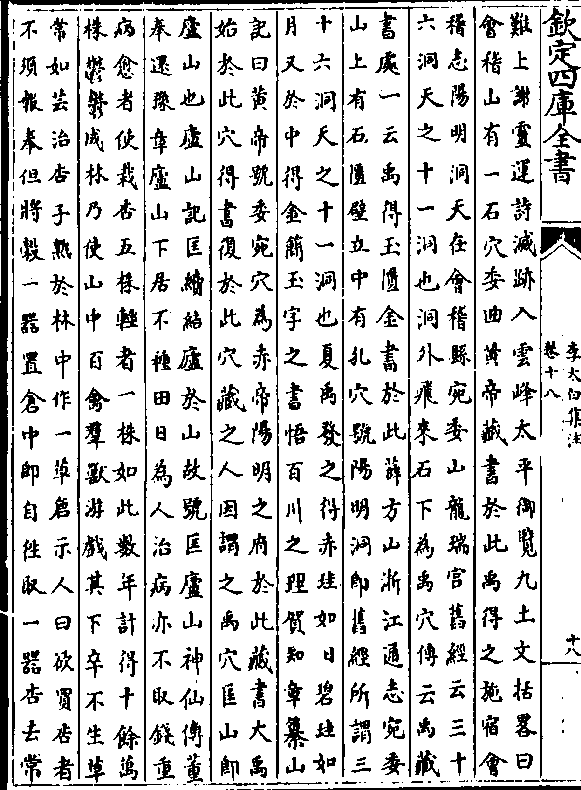 欽定四庫全書
李太白集注
卷十八
十八
難上謝靈運詩滅跡入雲峰太平御覽九土文括畧曰
會稽山有一石穴委曲黄帝藏書於此禹得之施宿會
稽志陽明洞天在會稽縣宛委山龍瑞宫舊經云三十
六洞天之十一洞也洞外飛來石下為禹穴傳云禹藏
書處一云禹得玉匱金書於此薛方山浙江通志宛委
山上有石匱壁立中有孔穴號陽明洞即舊經所謂三
十六洞天之十一洞也夏禹發之得赤珪如日碧珪如
月又於中得金簡玉字之書悟百川之理賀知章纂山
記曰黄帝號委宛穴為赤帝陽明之府於此藏書大禹
始於此穴得書復於此穴藏之人因謂之禹穴匡山即
廬山也廬山記匡續結廬於山故號匡廬山神仙傳董
奉還豫章廬山下居不種田日為人治病亦不取錢重
病愈者使栽杏五株輕者一株如此數年計得十餘萬
株鬱鬱成林乃使山中百禽羣獸游戲其下卒不生草
常如芸治杏子熟於林中作一草倉示人曰欲買杏者
不須報奉但將穀一器置倉中即自往取一器杏去常